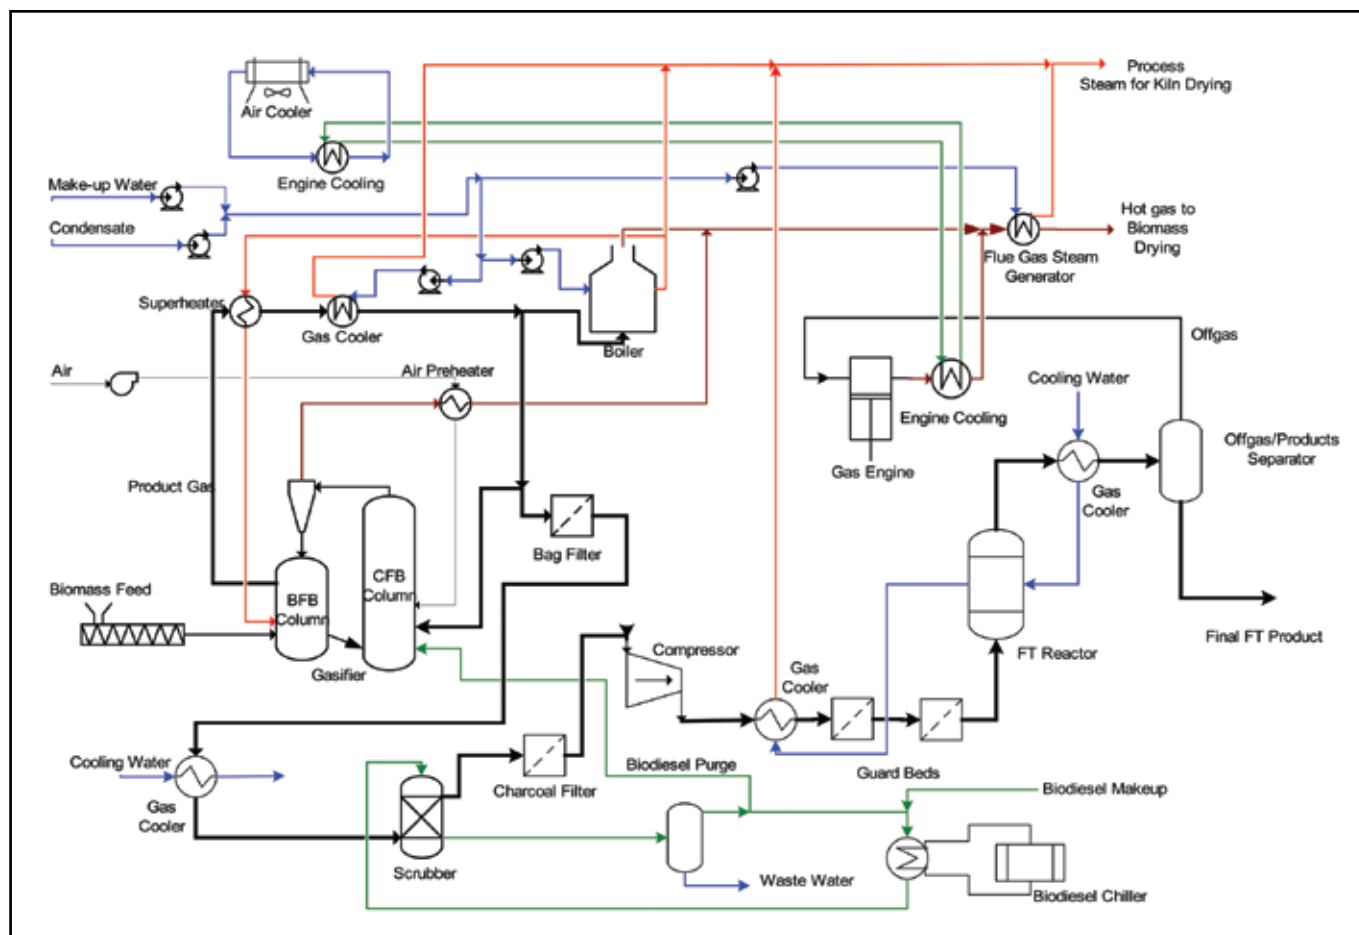 Process
Steam for Kiln Drying
Air Cooler
Engine Cooling
Make-up Water
Condensate
Hot gas to
Biomass
Drying
Flue Gas Steam
Generator
Superheater
Gas Cooler
Boiler
Offgas
Air
Air Preheater
Cooling Water
Engine Cooling
Gas Engine
Offgas/Products
Separator
Gas
Cooler
Product Gas
Bag Filter
Biomass Feed
BFB
Column
CFB
Column
Gasifier
Final FT Product
FT Reactor
Compressor
Gas
Cooler
Cooling Water
Gas
Cooler
Charcoal Filter
Biodiesel Purge
Guard Beds
Biodiesel Makeup
Scrubber
Waste Water
Biodiesel Chiller